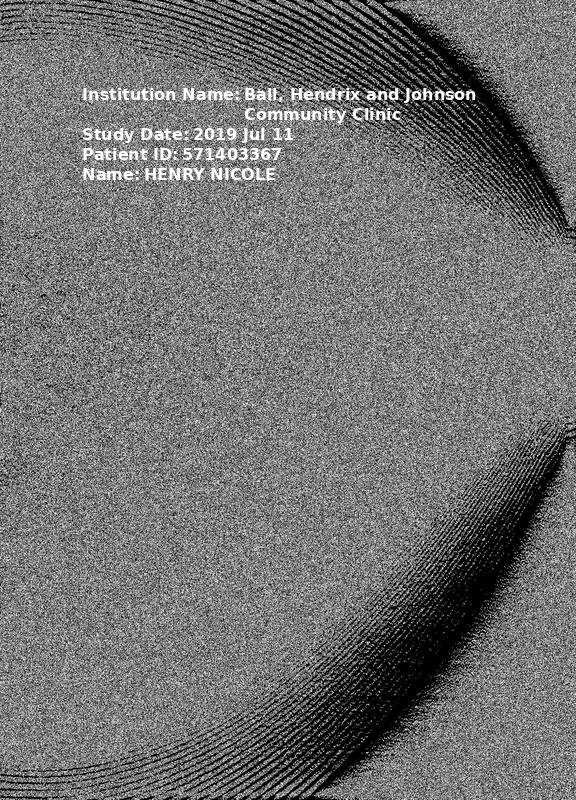 Institution Name: Ball, Hendrix and Johnson
Community Clinic
Study Date: 2019 Jul 11
Patient ID: 571403367
Name: HENRY NICOLE